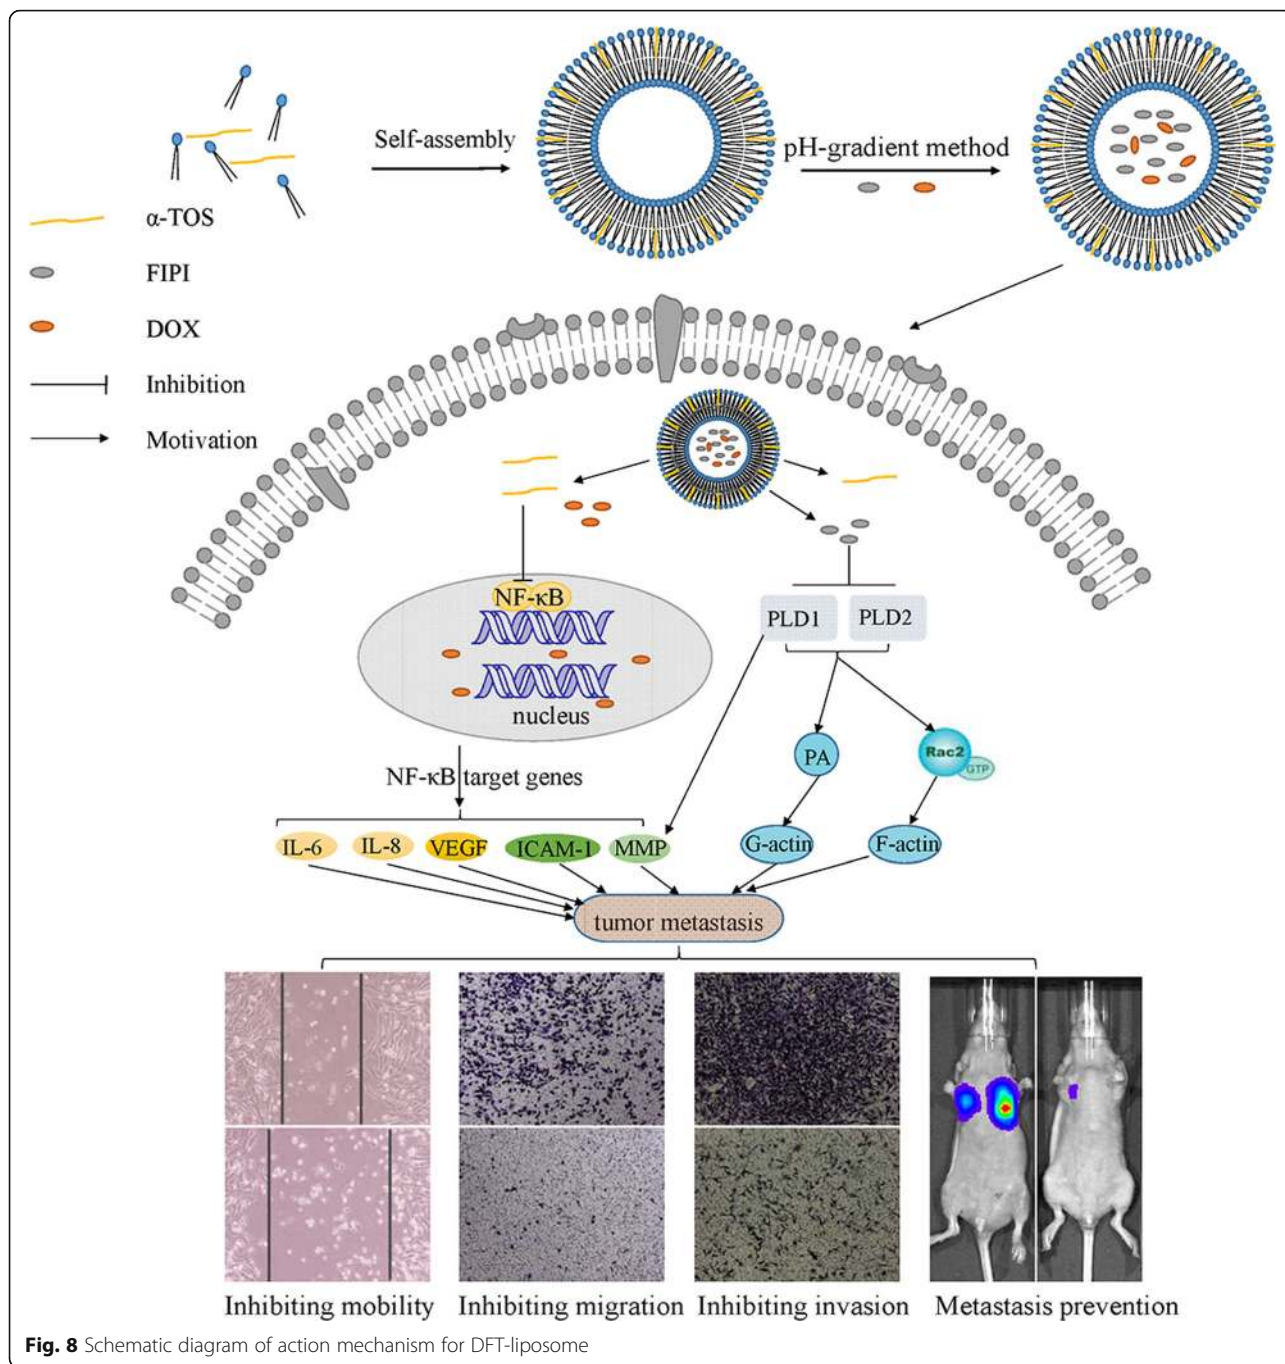 Self-assembly
pH-gradient method
α-TOS
FIPI
DOX
Inhibition
Motivation
NF-κB
nucleus
PLD1
PLD2
PA
Rac2
GTP
NF-κB target genes
IL-6
IL-8
VEGF
ICAM-1
MMP
G-actin
F-actin
tumor metastasis
Inhibiting mobility
Inhibiting migration
Inhibiting invasion
Metastasis prevention
Fig. 8 Schematic diagram of action mechanism for DFT-liposome